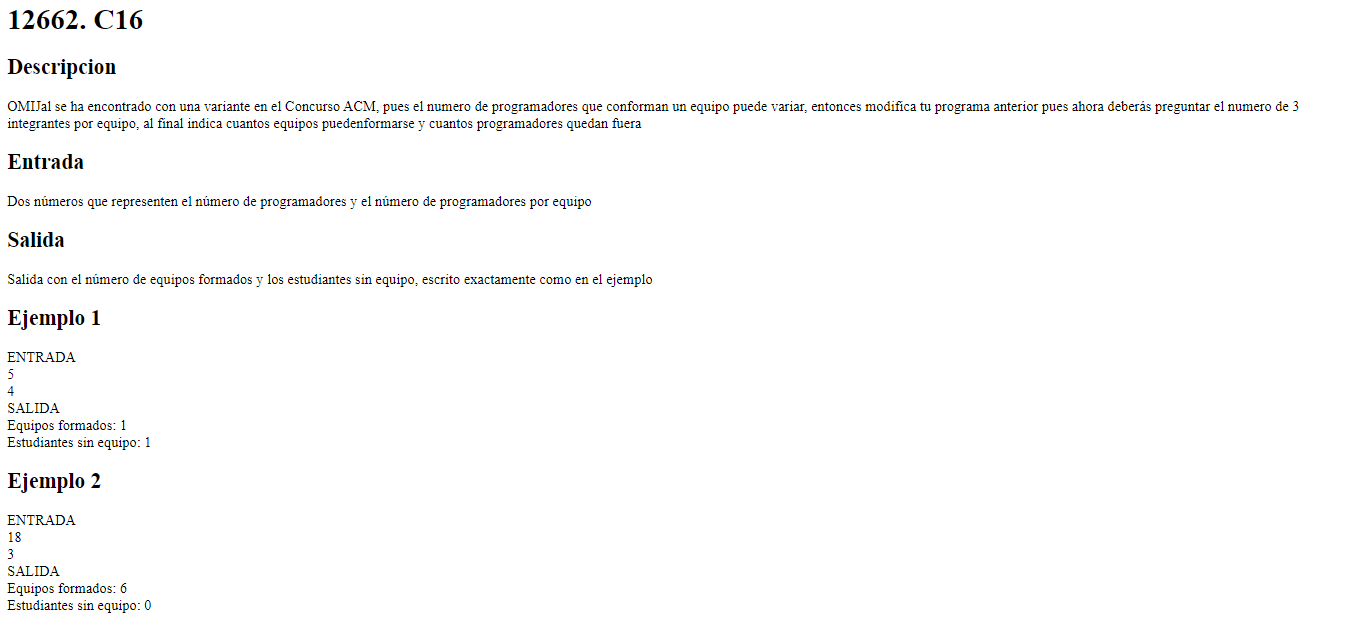 12662. C16
Descripcion
OMIJal se ha encontrado con una variante en el Concurso ACM, pues el numero de programadores que conforman un equipo puede variar, entonces modifica tu programa anterior pues ahora deberás preguntar el numero de 3
integrantes por equipo, al final indica cuantos equipos puedenformarse y cuantos programadores quedan fuera
Entrada
Dos números que representen el número de programadores y el número de programadores por equipo
Salida
Salida con el número de equipos formados y los estudiantes sin equipo, escrito exactamente como en el ejemplo
Ejemplo 1
ENTRADA
5
4
SALIDA
Equipos formados: 1
Estudiantes sin equipo: 1
Ejemplo 2
ENTRADA
18
3
SALIDA
Equipos formados: 6
Estudiantes sin equipo: 0